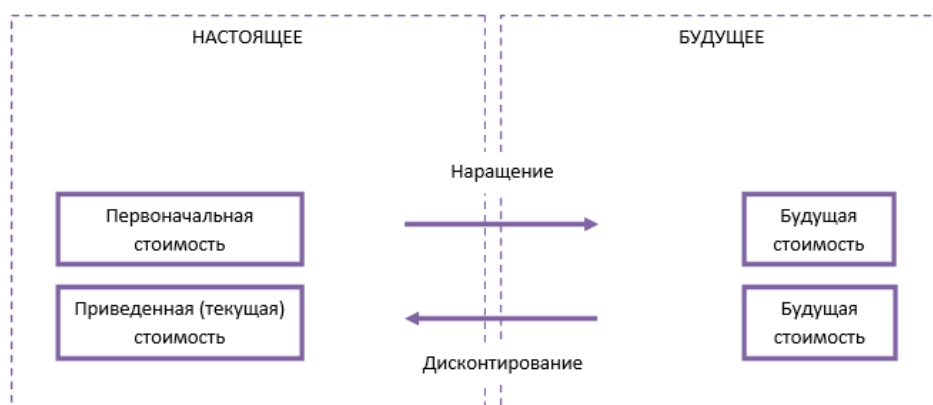 НАСТОЯЩЕЕ
БУДУЩЕЕ
Наращение
Первоначальная
стоимость
Будущая
стоимость
Приведенная (текущая)
стоимость
Будущая
стоимость
Дисконтирование